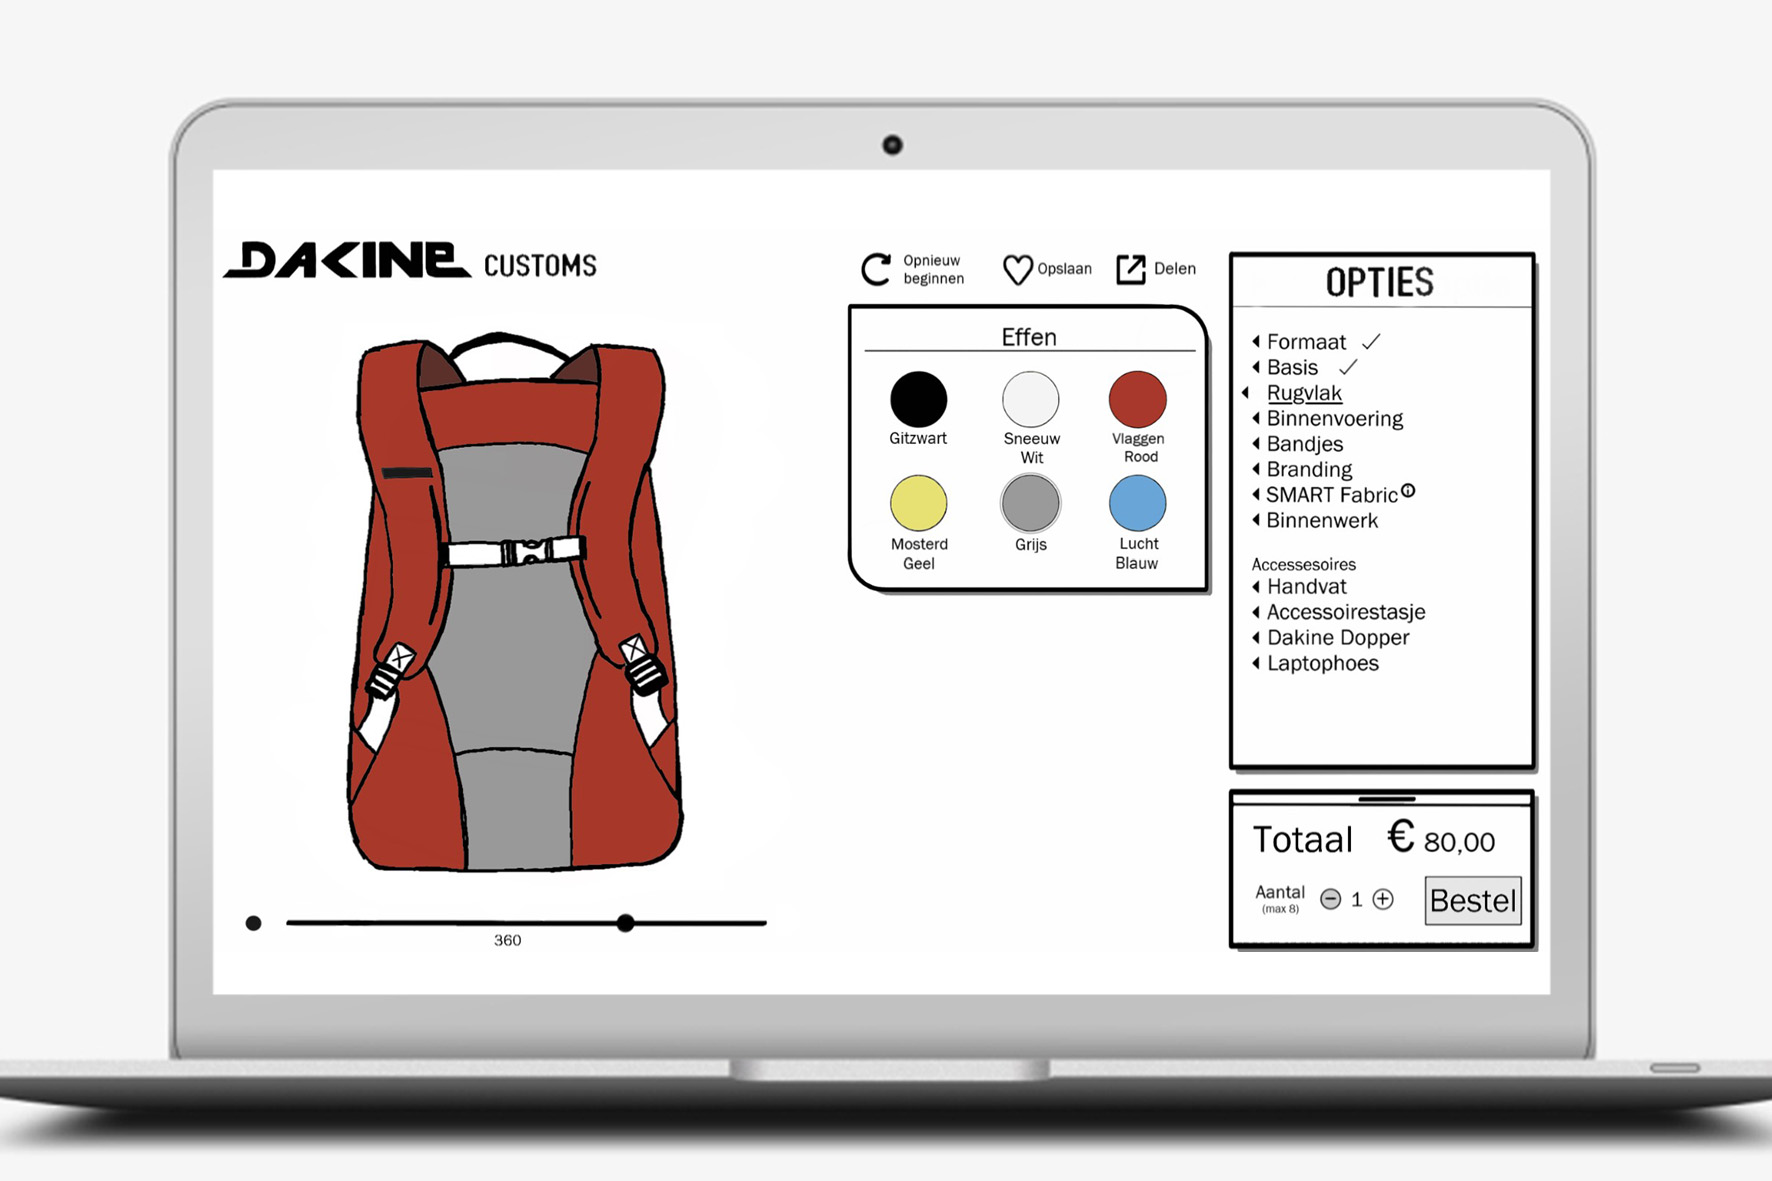 DAKINE CUSTOMS
Opnieuw
beginnen
Opslaan
Delen
Effen
Gitzwart
Sneeuw
Wit
Vlaggen
Rood
Mosterd
Geel
Grijs
Lucht
Blauw
OPTIES
Formaat
Basis
Rugvlak
Binnenvoering
Bandjes
Branding
SMART Fabric
Binnenwerk
Accessesoires
Handvat
Accessoirestasje
Dakine Dopper
Laptophoes
Totaal € 80,00
Aantal
(max 8)
1
Bestel
360